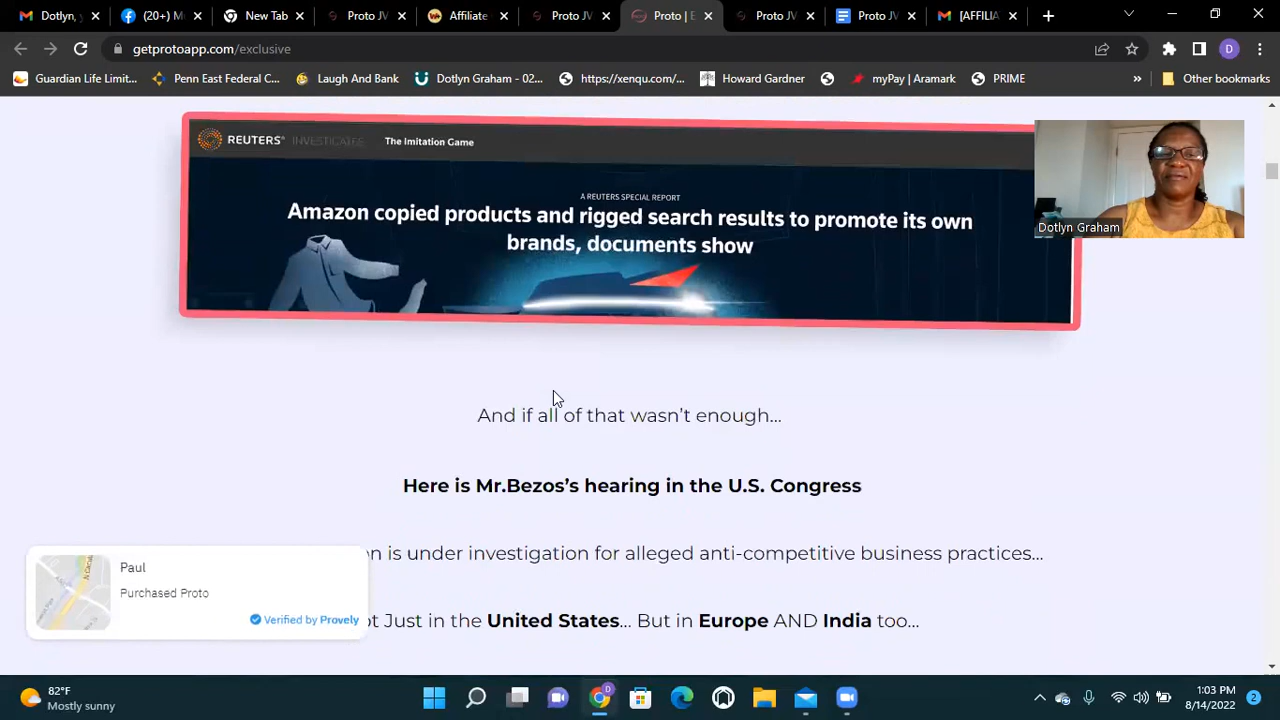 Dotlyn, y
(20+) M
New Tab
Proto JV
Affiliate
Proto JV
Proto | E
Proto JV
Proto JV
[AFFILIA
getprotoapp.com/exclusive
D
Guardian Life Limit...
Penn East Federal C...
Laugh And Bank
Dotlyn Graham - 02...
https://xenqu.com/...
Howard Gardner
myPay | Aramark
PRIME
»
Other bookmarks
REUTERS® INVESTIGATES The Imitation Game
A REUTERS SPECIAL REPORT
Amazon copied products and rigged search results to promote its own
brands, documents show
Dotlyn Graham
And if all of that wasn't enough...
Here is Mr.Bezos's hearing in the U.S. Congress
n is under investigation for alleged anti-competitive business practices...
t Just in the United States... But in Europe AND India too...
Paul
Purchased Proto
Verified by Provely
82°F
Mostly sunny
1:03 PM
8/14/2022
2